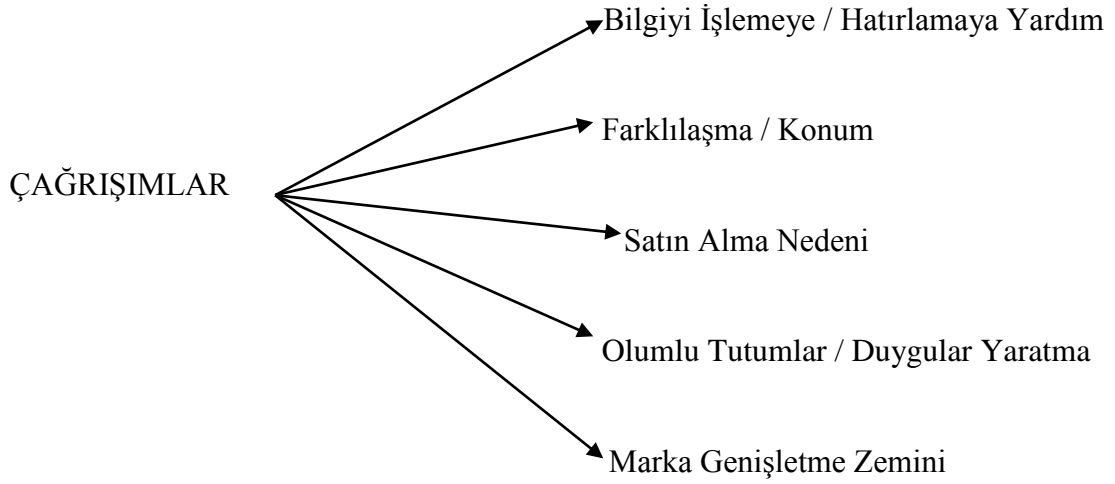 Bilgiyi İşlemeye / Hatırlamaya Yardım
Farklılaşma / Konum
ÇAĞRIŞIMLAR
Satın Alma Nedeni
Olumlu Tutumlar / Duygular Yaratma
Marka Genişletme Zemini